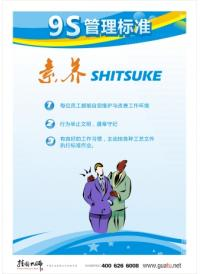 9S管理标准
素养 SHITSUKE
1 每位员工都能自觉维护与改善工作环境
2 行为举止文明，遵章守纪
3 有良好的工作习惯，主动按各种工艺文件
执行标准作业。
400 626 6008 www.guatu.net